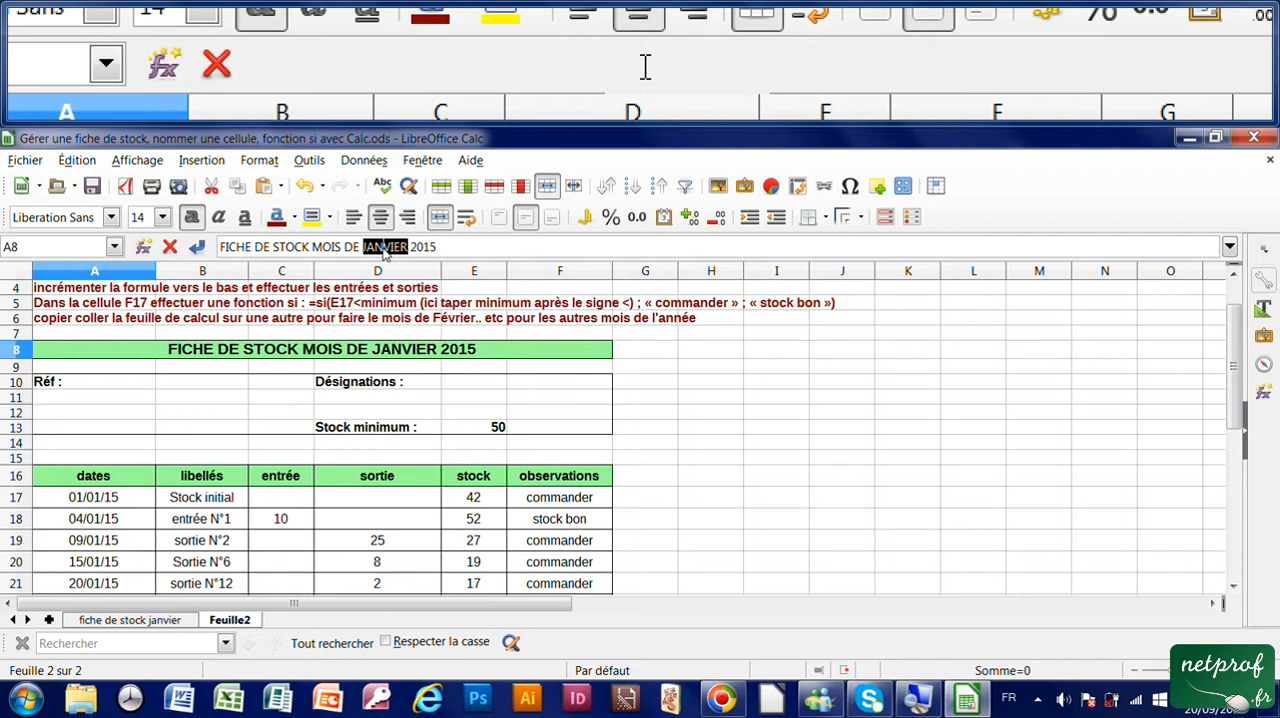 Sans
14
%
0.0
.00
A B C D E F G
Gérer une fiche de stock, nommer une cellule, fonction si avec Calc.ods - LibreOffice Calc
Fichier Édition Affichage Insertion Format Outils Données Fenêtre Aide
Liberation Sans 14
A8 FICHE DE STOCK MOIS DE JANVIER 2015
A B C D E F G H I J K L M N O
4 incrémenter la formule vers le bas et effectuer les entrées et sorties
5 Dans la cellule F17 effectuer une fonction si : =si(E17<minimum (ici taper minimum après le signe <) ; « commander » ; « stock bon »)
6 copier coller la feuille de calcul sur une autre pour faire le mois de Février.. etc pour les autres mois de l'année
7
8 FICHE DE STOCK MOIS DE JANVIER 2015
9
10 Réf : Désignations :
11
12
13 Stock minimum : 50
14
15
16 dates libellés entrée sortie stock observations
17 01/01/15 Stock initial 42 commander
18 04/01/15 entrée N°1 10 52 stock bon
19 09/01/15 sortie N°2 25 27 commander
20 15/01/15 Sortie N°6 8 19 commander
21 20/01/15 sortie N°12 2 17 commander
fiche de stock janvier Feuille2
Rechercher Tout rechercher Respecter la casse
Feuille 2 sur 2 Par défaut Somme=0
Ps Ai ID FR
netprof.fr